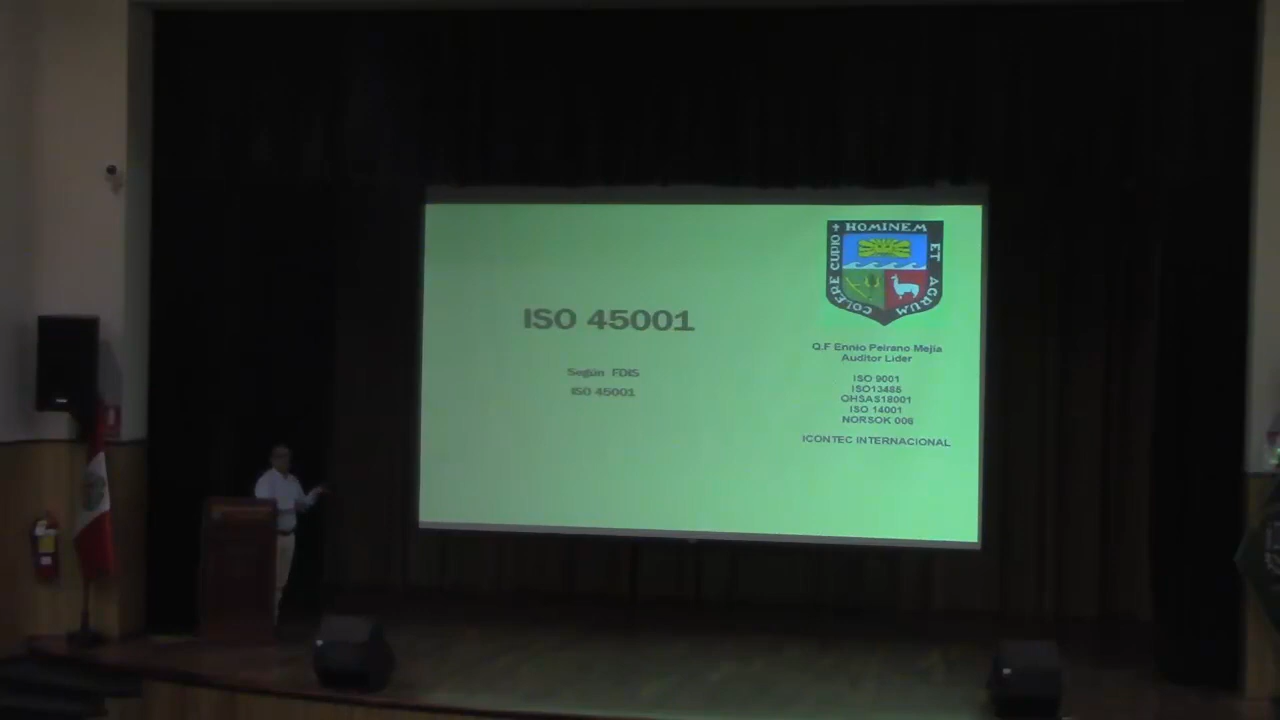 ISO 45001
Según FDIS
ISO 45001
COLERE CUPIO + HOMINEM ET AGRUM
Q.F Ennio Peirano Mejía
Auditor Lider
ISO 9001
ISO13485
OHSAS18001
ISO 14001
NORSOK 006
ICONTEC INTERNACIONAL